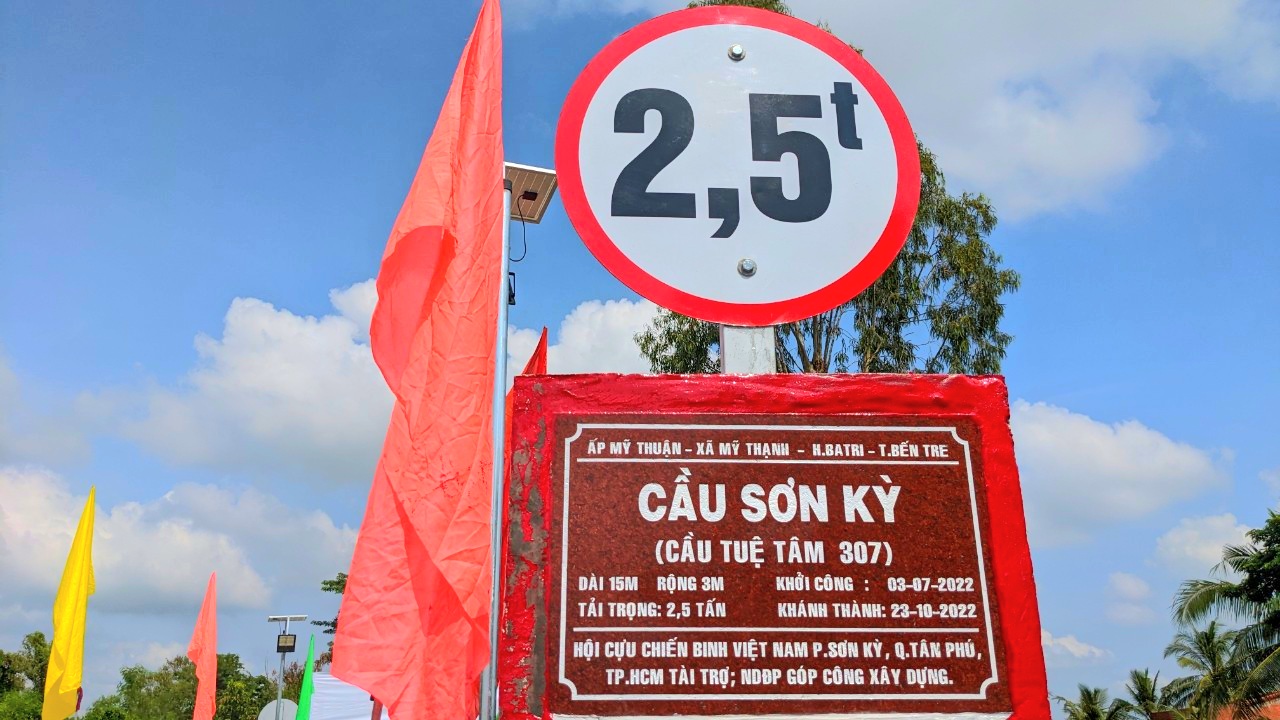 2,5t
ẤP MỸ THUẬN - XÃ MỸ THẠNH - H.BATRI - T.BẾN TRE
CẦU SƠN KỲ
(CẦU TUỆ TÂM 307)
DÀI 15M RỘNG 3M KHỞI CÔNG : 03-07-2022
TẢI TRỌNG: 2,5 TẤN KHÁNH THÀNH: 23-10-2022
HỘI CỰU CHIẾN BINH VIỆT NAM P.SƠN KỲ, Q.TÂN PHÚ,
TP.HCM TÀI TRỢ; NDĐP GÓP CÔNG XÂY DỰNG.